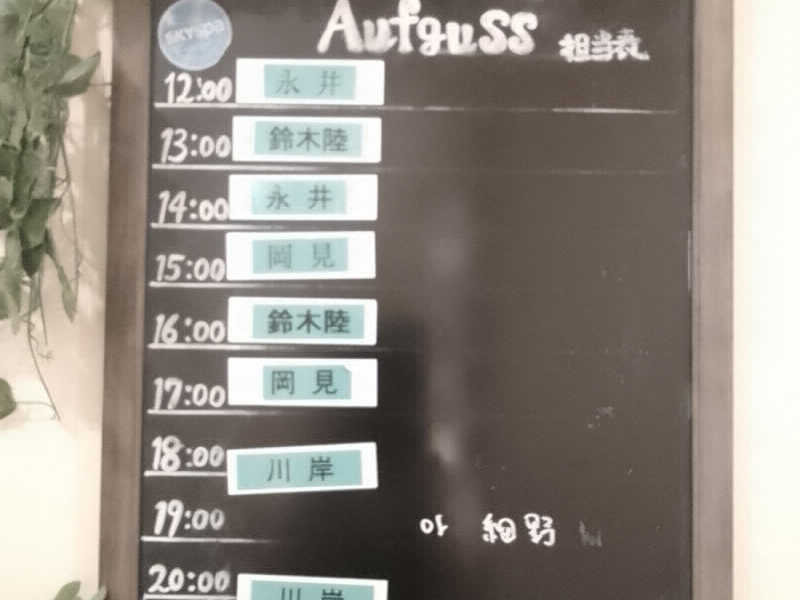 SKYSPA
Aufguss 担当表
12:00 永井
13:00 鈴木陸
14:00 永井
15:00 岡見
16:00 鈴木陸
17:00 岡見
18:00 川岸
19:00
20:00 川岸